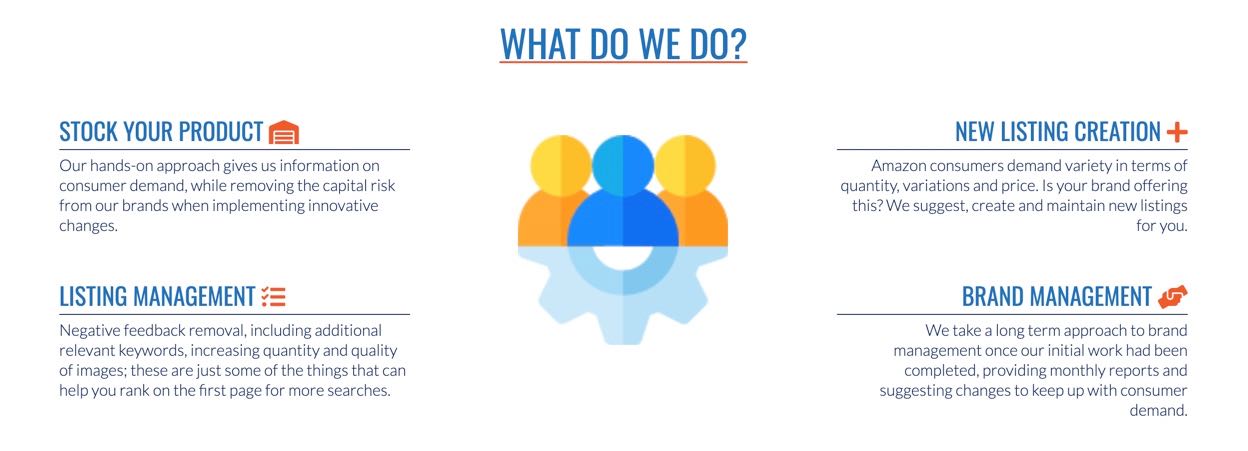 WHAT DO WE DO?
STOCK YOUR PRODUCT
Our hands-on approach gives us information on
consumer demand, while removing the capital risk
from our brands when implementing innovative
changes.
LISTING MANAGEMENT
Negative feedback removal, including additional
relevant keywords, increasing quantity and quality
of images; these are just some of the things that can
help you rank on the first page for more searches.
NEW LISTING CREATION
Amazon consumers demand variety in terms of
quantity, variations and price. Is your brand offering
this? We suggest, create and maintain new listings
for you.
BRAND MANAGEMENT
We take a long term approach to brand
management once our initial work had been
completed, providing monthly reports and
suggesting changes to keep up with consumer
demand.